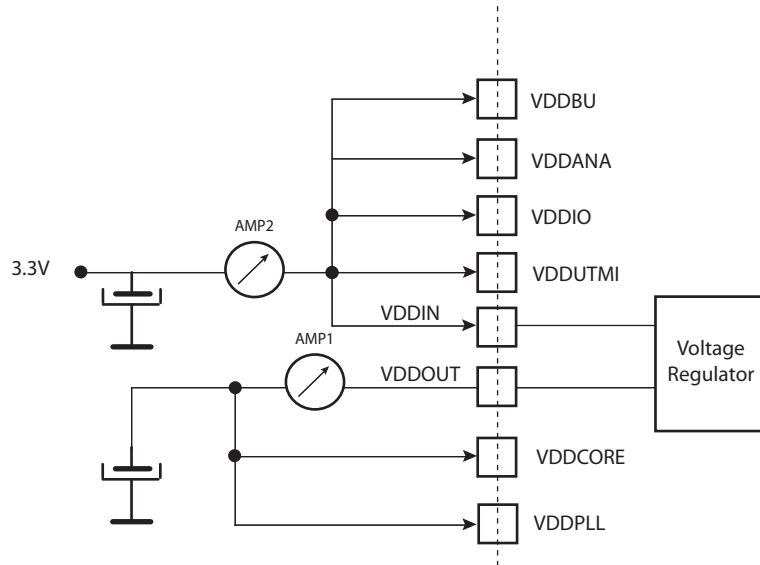 VDDBU
VDDANA
VDDIO
AMP2
3.3V
VDDUTMI
VDDIN
AMP1
VDDOUT
Voltage
Regulator
VDDCORE
VDDPLL